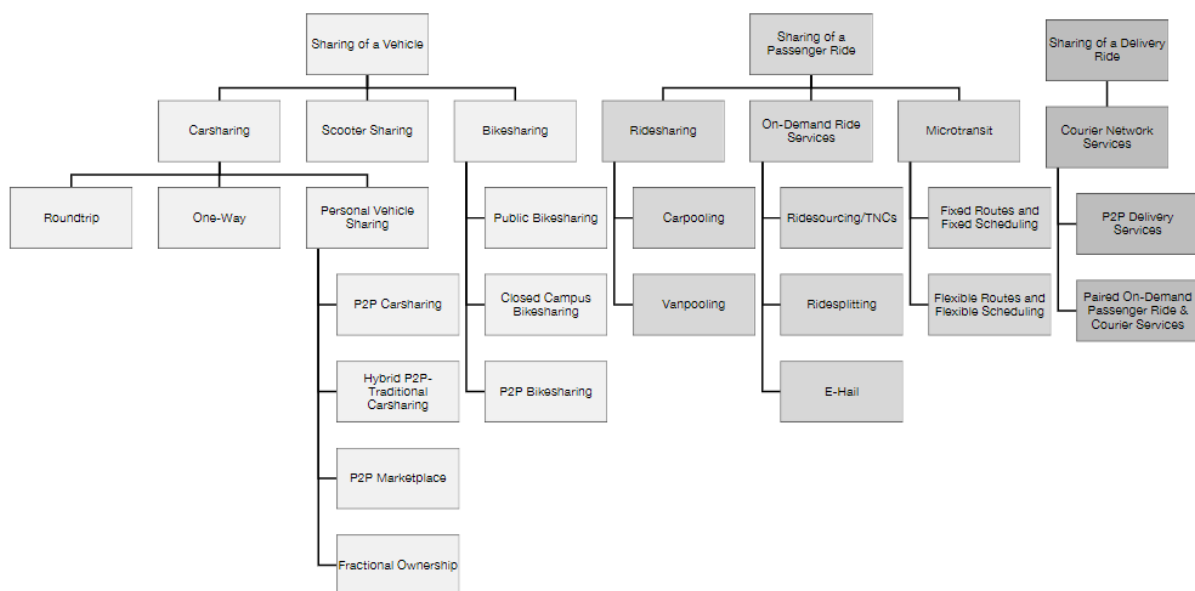 Sharing of a Vehicle
Sharing of a
Passenger Ride
Sharing of a Delivery
Ride
Carsharing
Scooter Sharing
Bikesharing
Ridesharing
On-Demand Ride
Services
Microtransit
Courier Network
Services
Roundtrip
One-Way
Personal Vehicle
Sharing
Public Bikesharing
Carpooling
Ridesourcing/TNCs
Fixed Routes and
Fixed Scheduling
P2P Delivery
Services
P2P Carsharing
Closed Campus
Bikesharing
Vanpooling
Ridesplitting
Flexible Routes and
Flexible Scheduling
Paired On-Demand
Passenger Ride &
Courier Services
Hybrid P2P-
Traditional
Carsharing
P2P Bikesharing
E-Hail
P2P Marketplace
Fractional Ownership